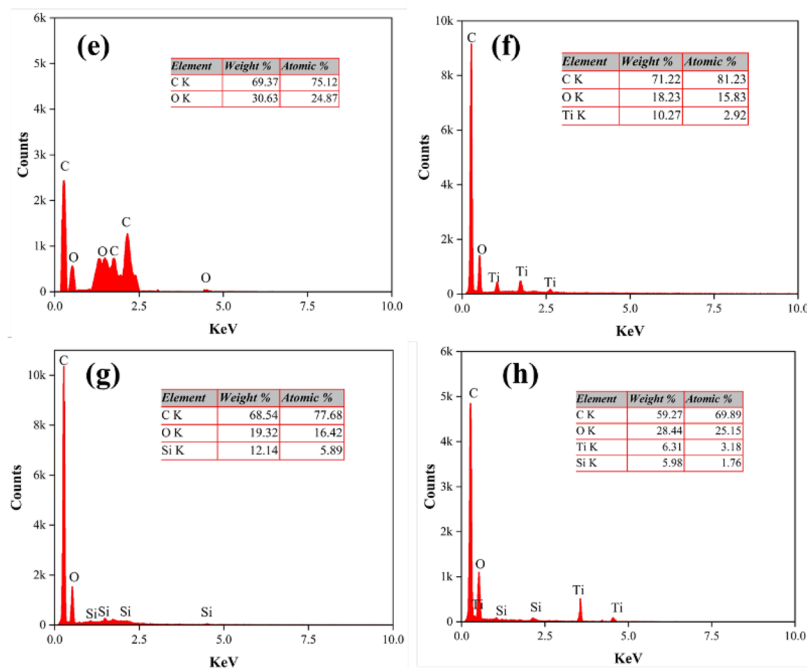 (e)
Element Weight % Atomic %
C K 69.37 75.12
O K 30.63 24.87
6k
5k
4k
3k
2k
1k
0
Counts
C
O
O
C
C
O
0.0 2.5 5.0 7.5 10.0
KeV
(f)
Element Weight % Atomic %
C K 71.22 81.23
O K 18.23 15.83
Ti K 10.27 2.92
10k
8k
6k
4k
2k
0
Counts
C
O
Ti
Ti
Ti
0.0 2.5 5.0 7.5 10.0
KeV
(g)
Element Weight % Atomic %
C K 68.54 77.68
O K 19.32 16.42
Si K 12.14 5.89
10k
8k
6k
4k
2k
0
Counts
C
O
Si
Si
Si
Si
0.0 2.5 5.0 7.5 10.0
KeV
(h)
Element Weight % Atomic %
C K 59.27 69.89
O K 28.44 25.15
Ti K 6.31 3.18
Si K 5.98 1.76
6k
5k
4k
3k
2k
1k
0
Counts
C
O
Ti
Si
Si
Ti
Ti
0.0 2.5 5.0 7.5 10.0
KeV